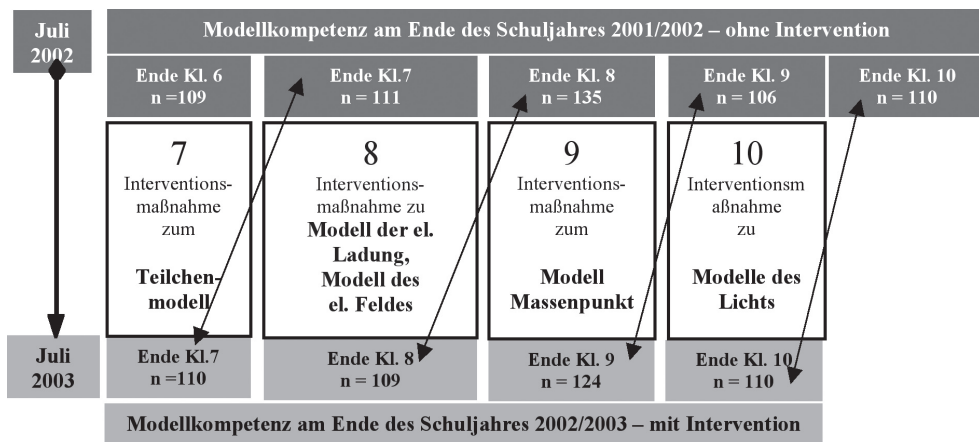 Juli
2002
Modellkompetenz am Ende des Schuljahres 2001/2002 – ohne Intervention
Ende Kl. 6
n =109
Ende Kl.7
n = 111
Ende Kl. 8
n = 135
Ende Kl. 9
n = 106
Ende Kl. 10
n = 110
7
Interventions-
maßnahme
zum
Teilchen-
modell
8
Interventions-
maßnahme zu
Modell der el.
Ladung,
Modell des
el. Feldes
9
Interventions-
maßnahme
zum
Modell
Massenpunkt
10
Interventionsm
aßnahme
zu
Modelle des
Lichts
Juli
2003
Ende Kl.7
n =110
Ende Kl. 8
n = 109
Ende Kl. 9
n = 124
Ende Kl. 10
n = 110
Modellkompetenz am Ende des Schuljahres 2002/2003 – mit Intervention